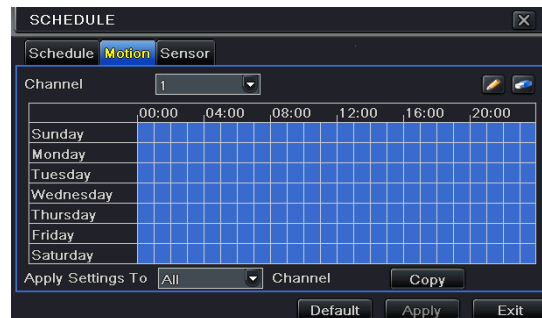 SCHEDULE
Schedule Motion Sensor
Channel 1
00:00 04:00 08:00 12:00 16:00 20:00
Sunday
Monday
Tuesday
Wednesday
Thursday
Friday
Saturday
Apply Settings To All Channel Copy
Default Apply Exit